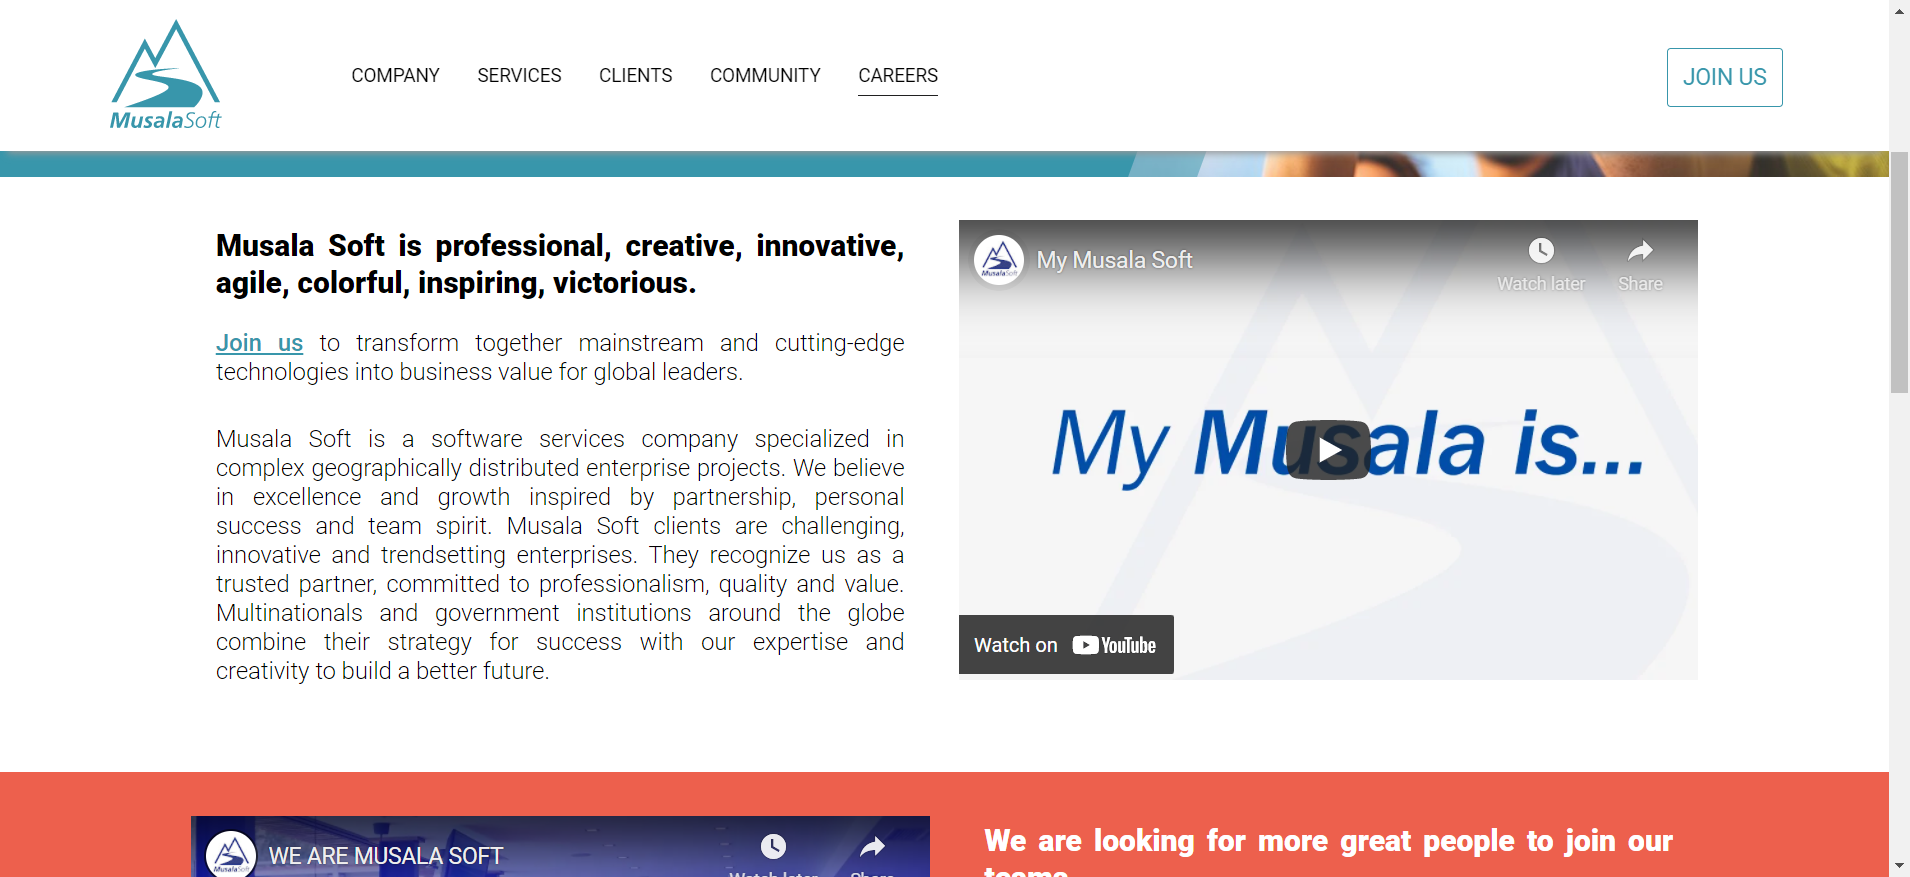 MusalaSoft
COMPANY SERVICES CLIENTS COMMUNITY CAREERS
JOIN US
Musala Soft is professional, creative, innovative,
agile, colorful, inspiring, victorious.
Join us to transform together mainstream and cutting-edge
technologies into business value for global leaders.
Musala Soft is a software services company specialized in
complex geographically distributed enterprise projects. We believe
in excellence and growth inspired by partnership, personal
success and team spirit. Musala Soft clients are challenging,
innovative and trendsetting enterprises. They recognize us as a
trusted partner, committed to professionalism, quality and value.
Multinationals and government institutions around the globe
combine their strategy for success with our expertise and
creativity to build a better future.
MusalaSoft
My Musala Soft
Watch later
Share
My Musala is...
Watch on YouTube
MusalaSoft
WE ARE MUSALA SOFT
Watch later
Share
We are looking for more great people to join our
teams